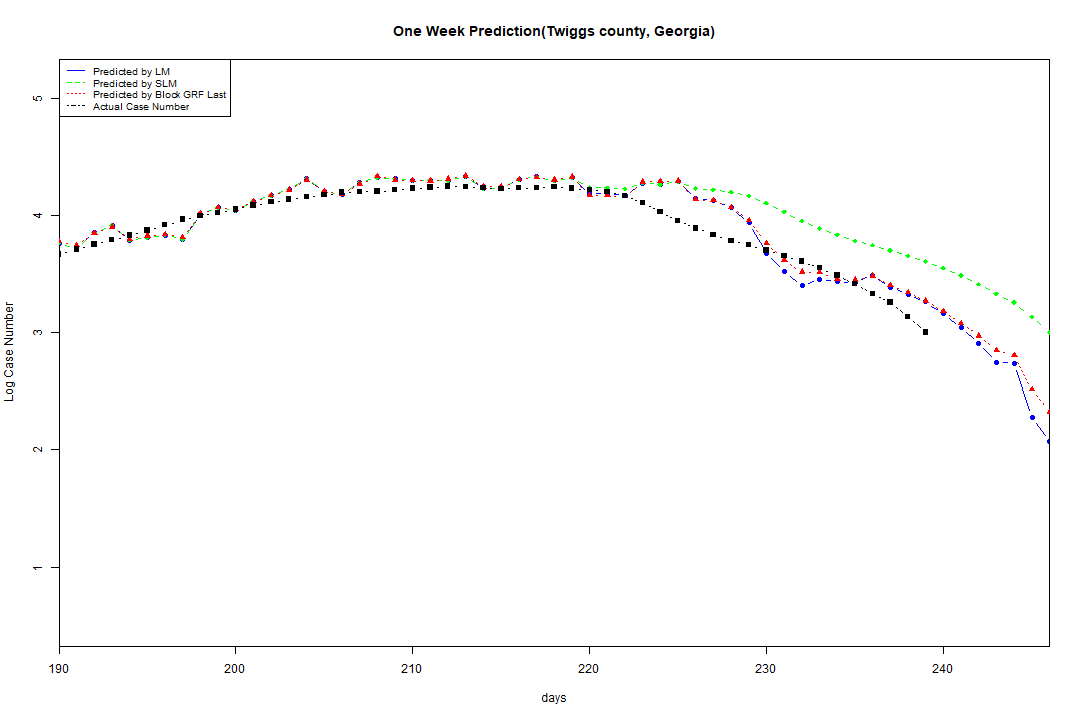 One Week Prediction(Twiggs county, Georgia)
Predicted by LM
Predicted by SLM
Predicted by Block GRF Last
Actual Case Number
5
4
3
2
1
Log Case Number
190 200 210 220 230 240
days